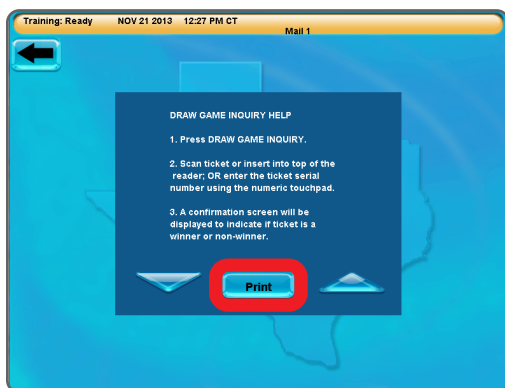 Training: Ready NOV 21 2013 12:27 PM CT
Mail 1
DRAW GAME INQUIRY HELP
1. Press DRAW GAME INQUIRY.
2. Scan ticket or insert into top of the
reader; OR enter the ticket serial
number using the numeric touchpad.
3. A confirmation screen will be
displayed to indicate if ticket is a
winner or non-winner.
Print